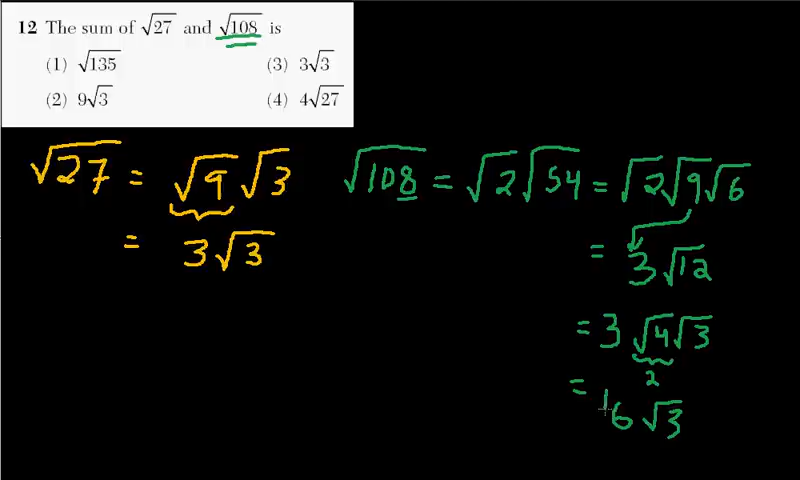 12 The sum of √27 and √108 is
(1) √135 (3) 3√3
(2) 9√3 (4) 4√27
√27 = √9 √3
= 3√3
√108 = √2 √54 = √2 √9 √6
= 3 √12
= 3 √4 √3
2
= 6 √3